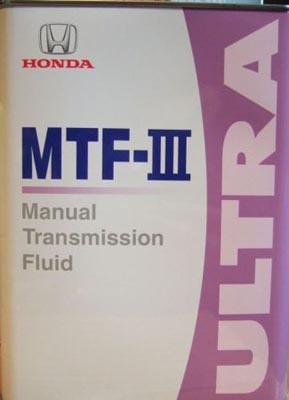 HONDA
MTF-III
Manual
Transmission
Fluid
ULTRA